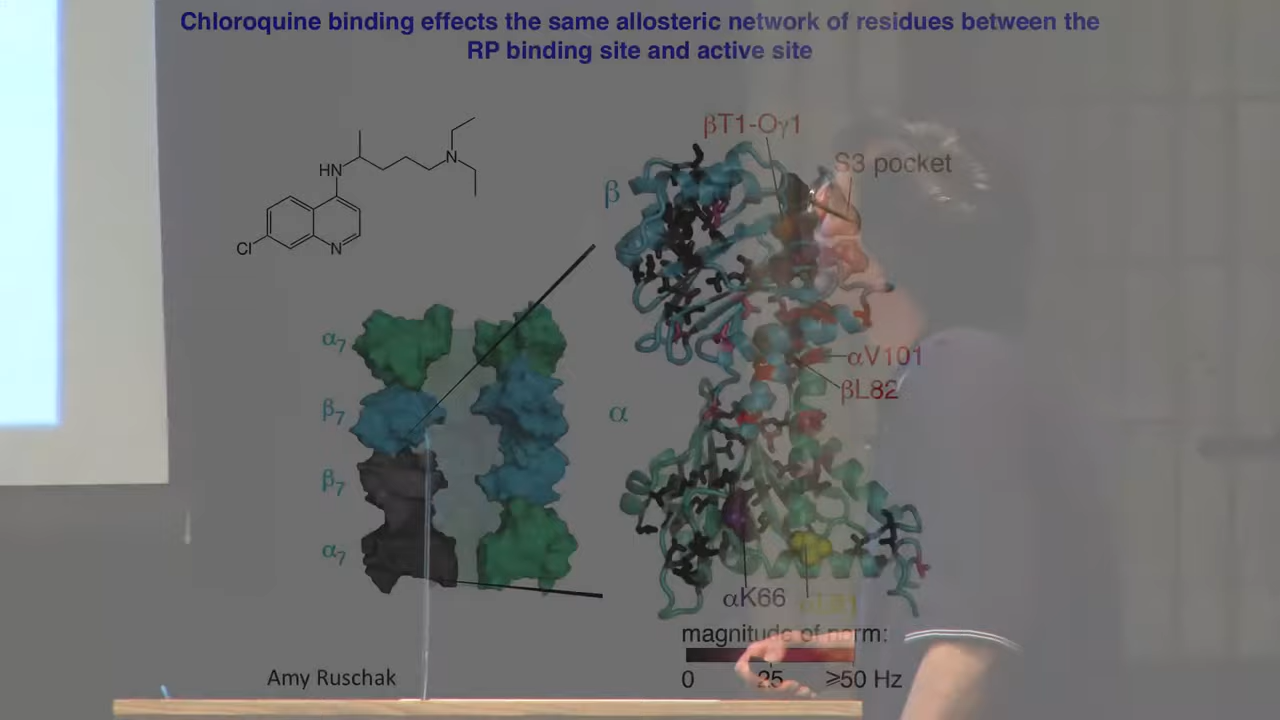 Chloroquine binding effects the same allosteric network of residues between the
RP binding site and active site
βT1-Oγ1
S3 pocket
HN
N
Cl
N
β
α7
β7
β7
α7
αV101
βL82
α
αK66
magnitude of norm:
0 25 ≥50 Hz
Amy Ruschak